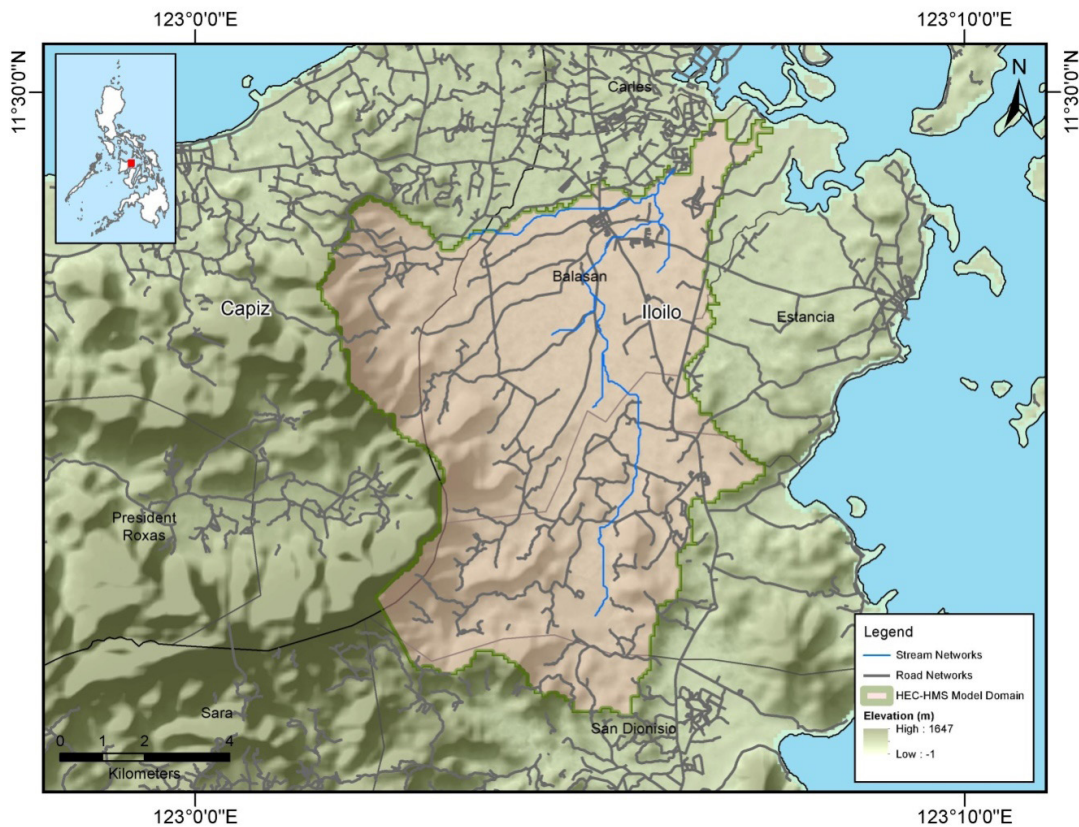 123°0'0"E
123°10'0"E
11°30'0"N
11°30'0"N
N
Carles
Balasan
Capiz
Iloilo
Estancia
President
Roxas
Sara
San Dionisio
0 1 2 4
Kilometers
Legend
Stream Networks
Road Networks
HEC-HMS Model Domain
Elevation (m)
High : 1647
Low : -1
123°0'0"E
123°10'0"E